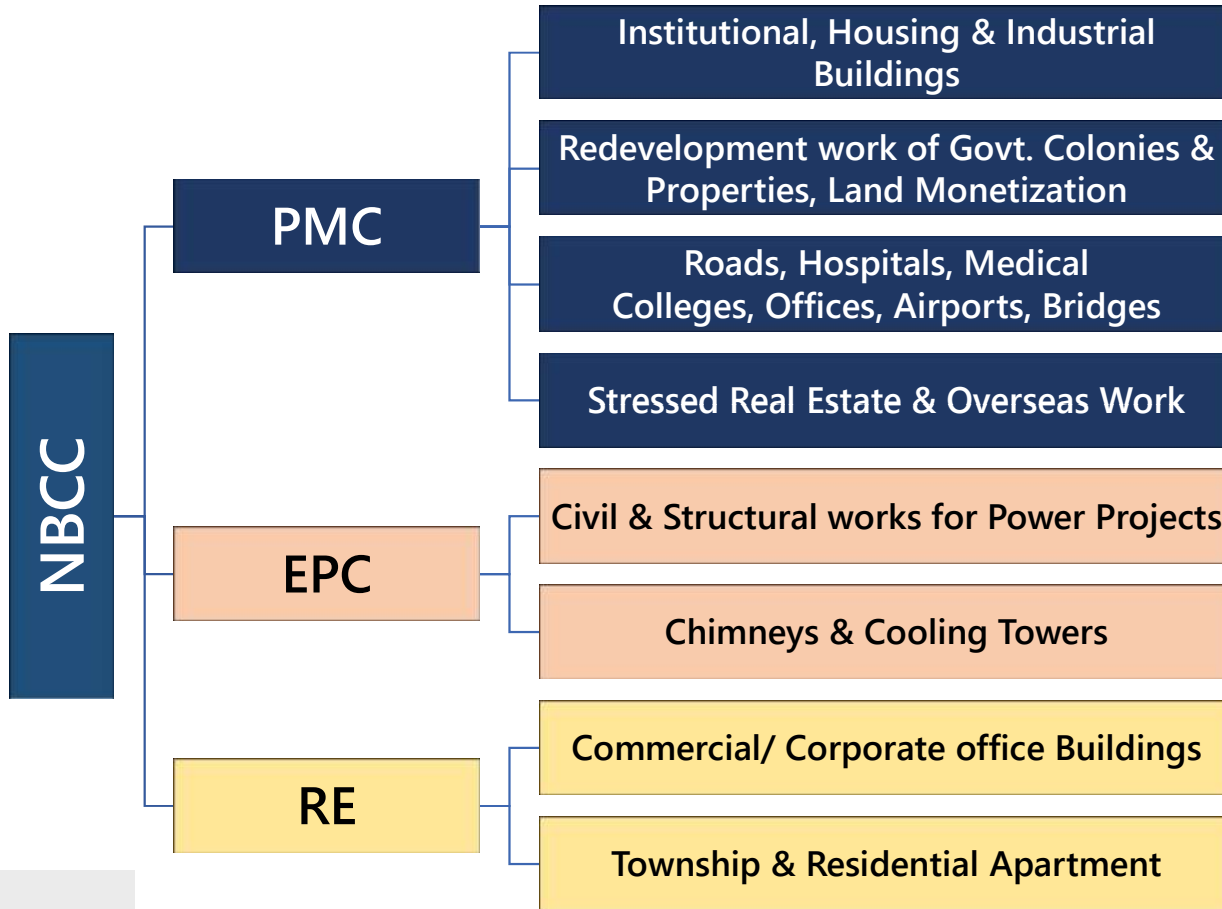 NBCC
PMC
Institutional, Housing & Industrial
Buildings
Redevelopment work of Govt. Colonies &
Properties, Land Monetization
Roads, Hospitals, Medical
Colleges, Offices, Airports, Bridges
Stressed Real Estate & Overseas Work
EPC
Civil & Structural works for Power Projects
Chimneys & Cooling Towers
RE
Commercial/ Corporate office Buildings
Township & Residential Apartment